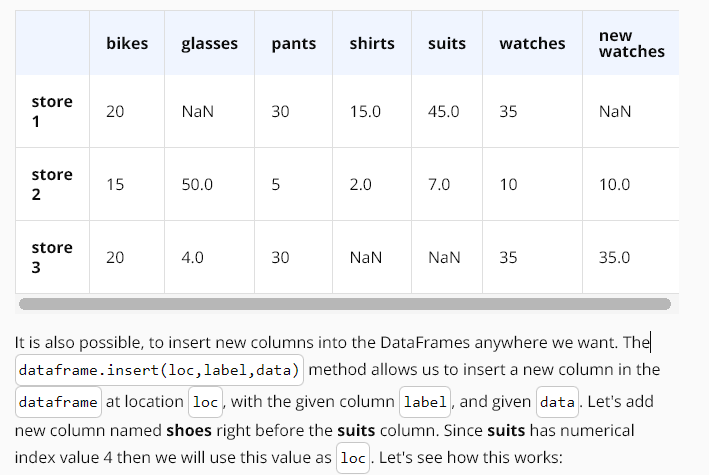 bikes glasses pants shirts suits watches new watches
store 1 20 NaN 30 15.0 45.0 35 NaN
store 2 15 50.0 5 2.0 7.0 10 10.0
store 3 20 4.0 30 NaN NaN 35 35.0
It is also possible, to insert new columns into the DataFrames anywhere we want. The
dataframe.insert(loc,label,data) method allows us to insert a new column in the
dataframe at location loc, with the given column label, and given data. Let's add
new column named shoes right before the suits column. Since suits has numerical
index value 4 then we will use this value as loc. Let's see how this works: